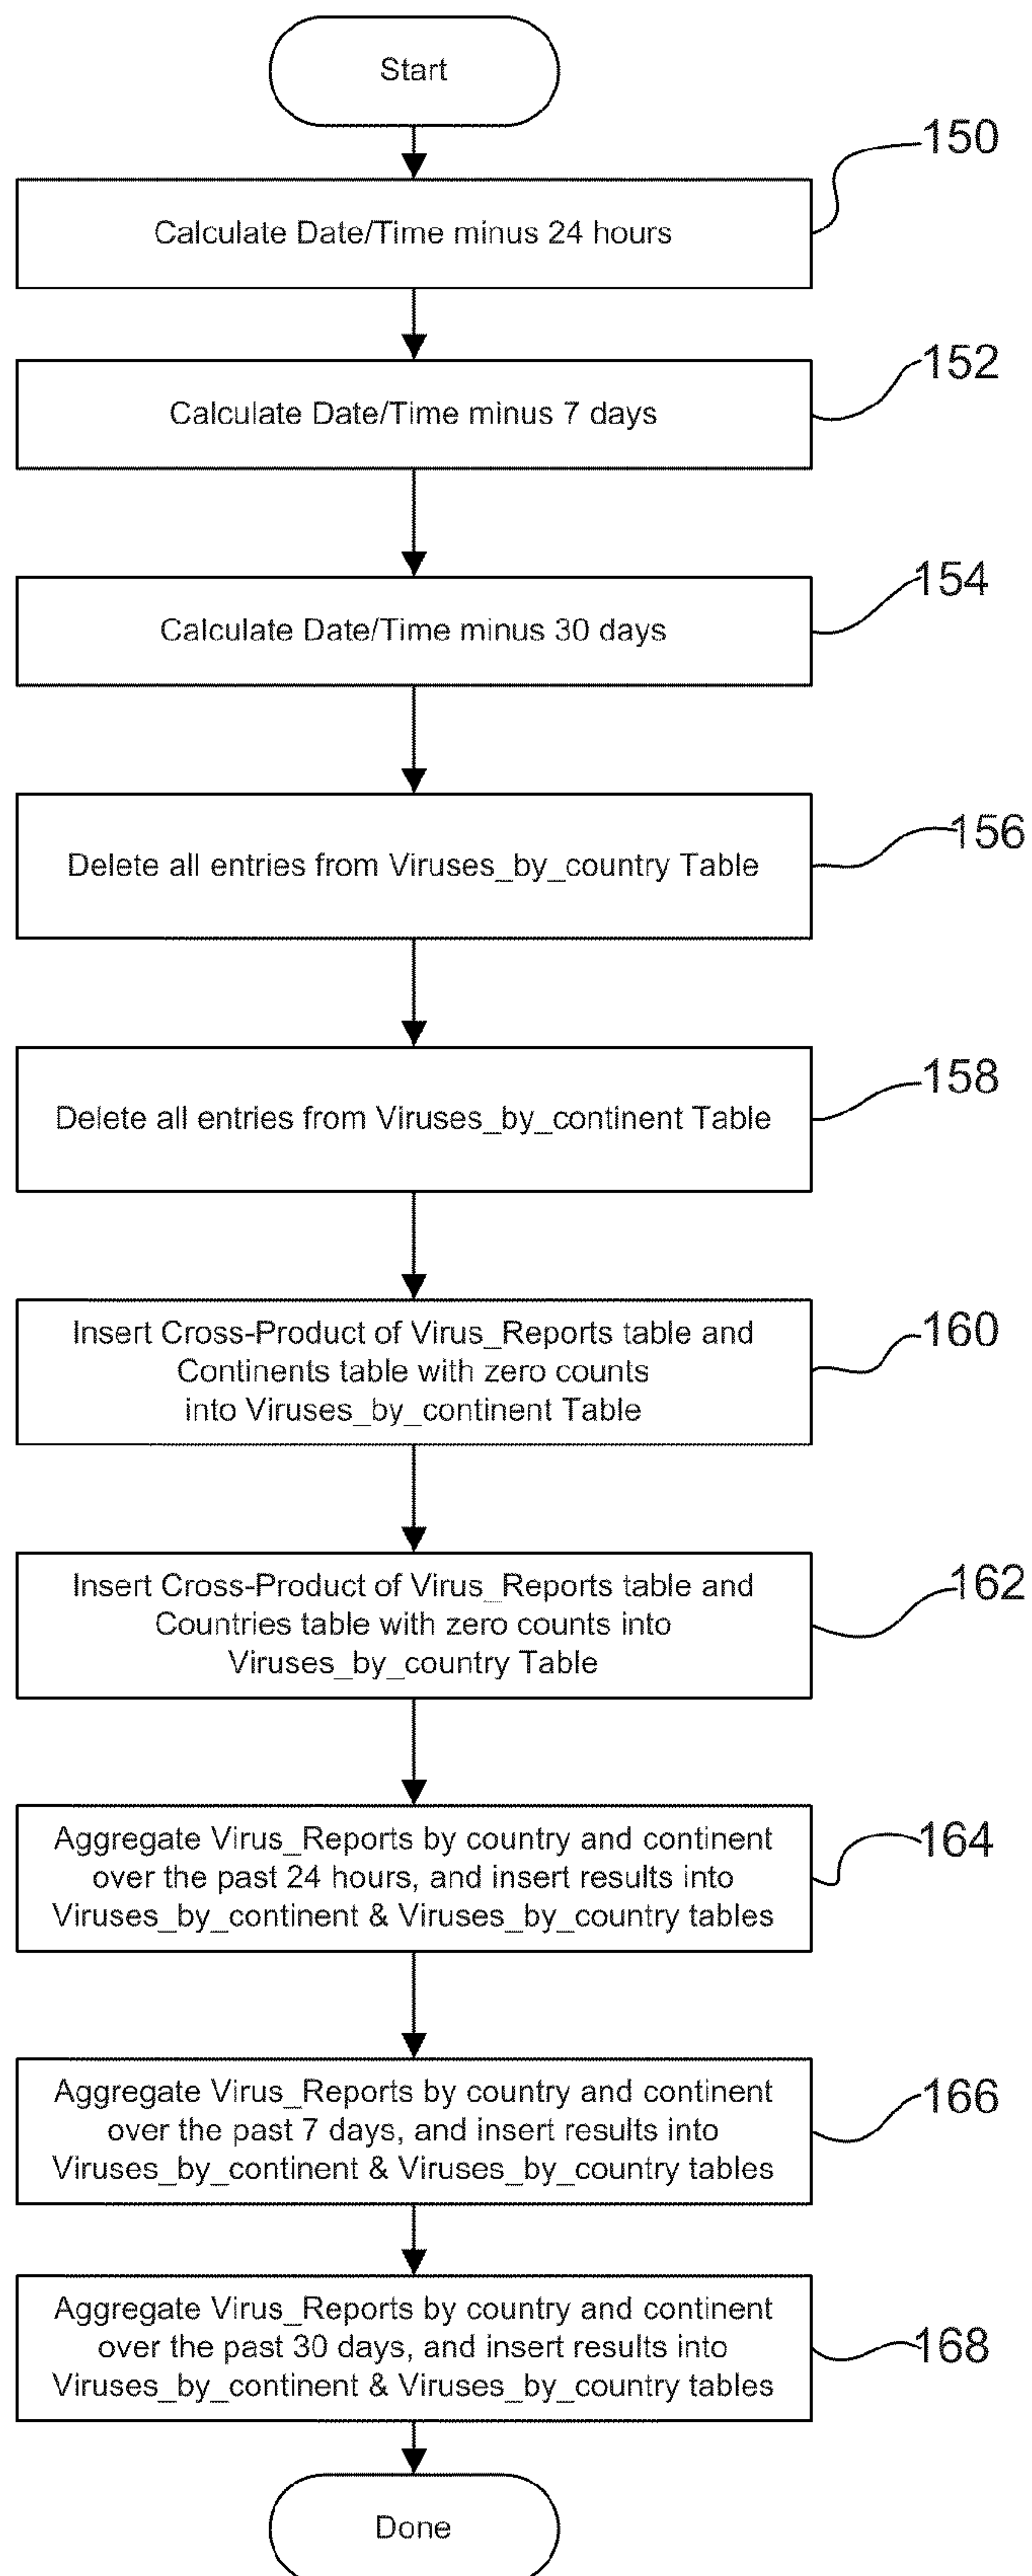 Start
150
Calculate Date/Time minus 24 hours
152
Calculate Date/Time minus 7 days
154
Calculate Date/Time minus 30 days
156
Delete all entries from Viruses_by_country Table
158
Delete all entries from Viruses_by_continent Table
160
Insert Cross-Product of Virus_Reports table and
Continents table with zero counts
into Viruses_by_continent Table
162
Insert Cross-Product of Virus_Reports table and
Countries table with zero counts into
Viruses_by_country Table
164
Aggregate Virus_Reports by country and continent
over the past 24 hours, and insert results into
Viruses_by_continent & Viruses_by_country tables
166
Aggregate Virus_Reports by country and continent
over the past 7 days, and insert results into
Viruses_by_continent & Viruses_by_country tables
168
Aggregate Virus_Reports by country and continent
over the past 30 days, and insert results into
Viruses_by_continent & Viruses_by_country tables
Done